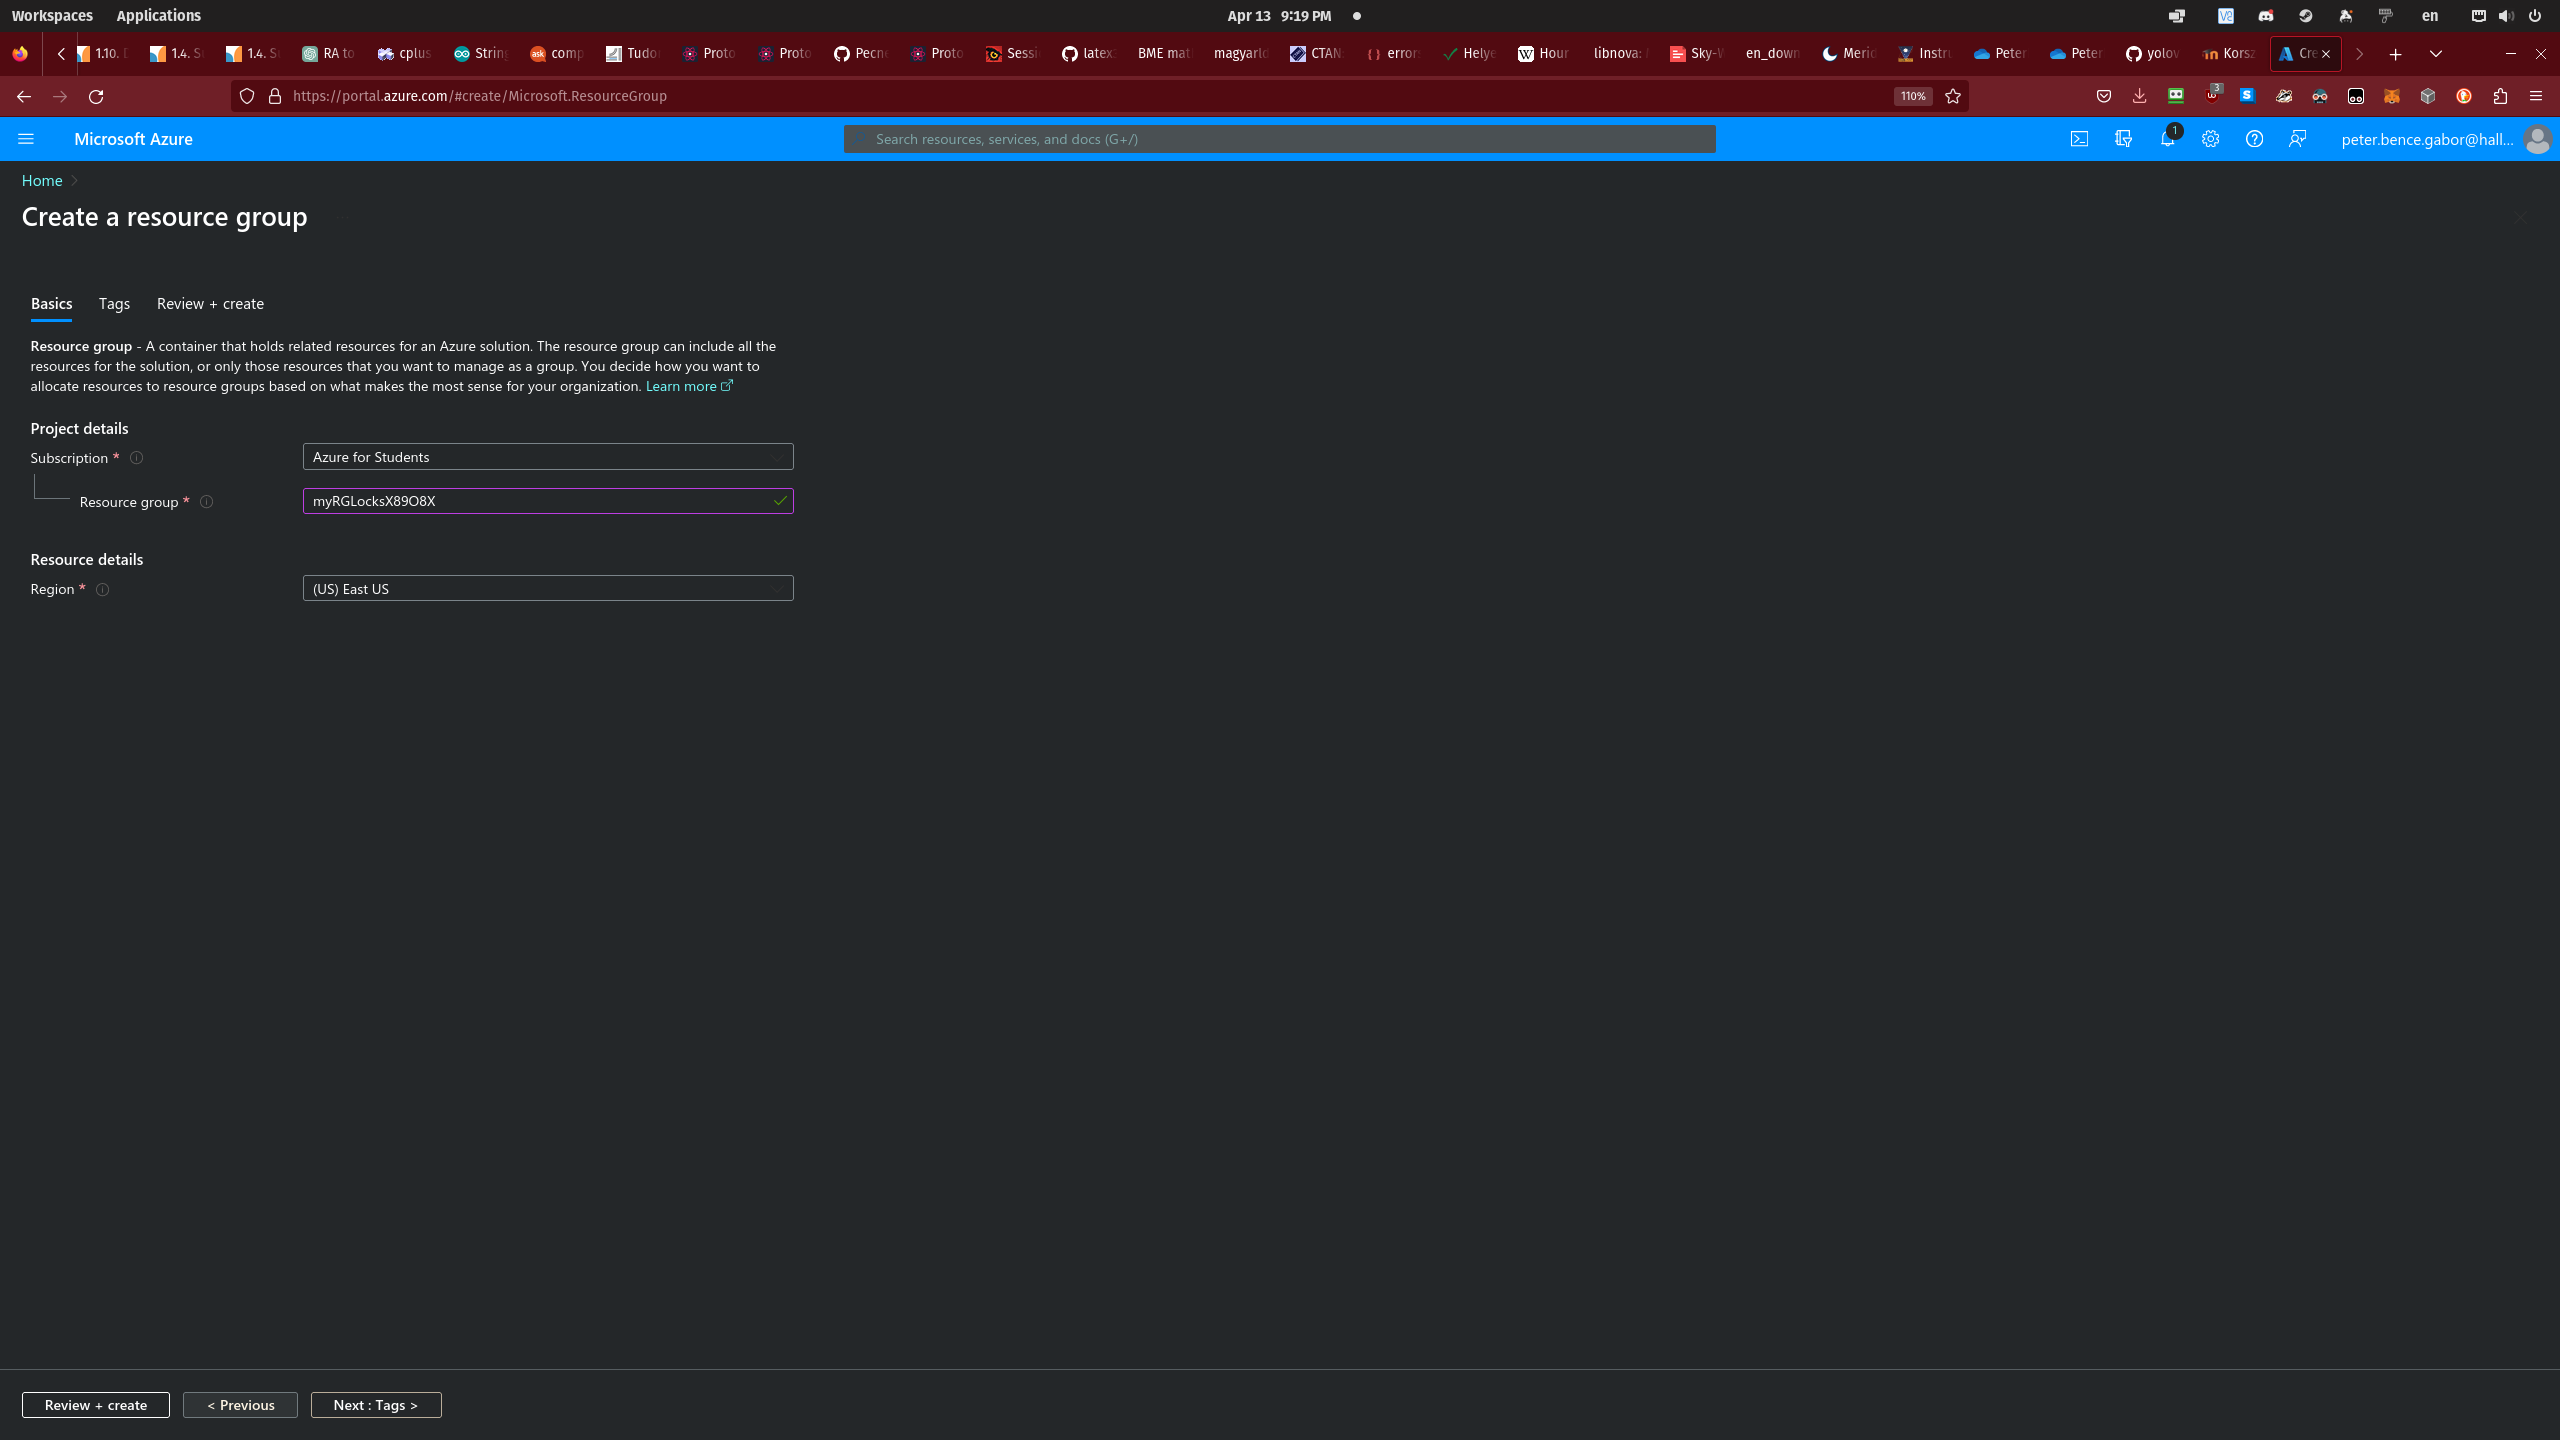 Workspaces Applications Apr 13 9:19 PM en
1.10. 1.4. 1.4. RA to cplus String comp Tudo Proto Proto Pecne Proto Sessi latex BME mat magyarld CTAN: errors Helye Hour libnova: Sky-W en_down Merid Instru Peter Peter yolov Korsz Cre
https://portal.azure.com/#create/Microsoft.ResourceGroup 110% 3
Microsoft Azure Search resources, services, and docs (G+/) 1 peter.bence.gabor@hall...
Home
Create a resource group
Basics Tags Review + create
Resource group - A container that holds related resources for an Azure solution. The resource group can include all the
resources for the solution, or only those resources that you want to manage as a group. You decide how you want to
allocate resources to resource groups based on what makes the most sense for your organization. Learn more
Project details
Subscription * Azure for Students
Resource group * myRGLocksX89O8X
Resource details
Region * (US) East US
Review + create < Previous Next : Tags >